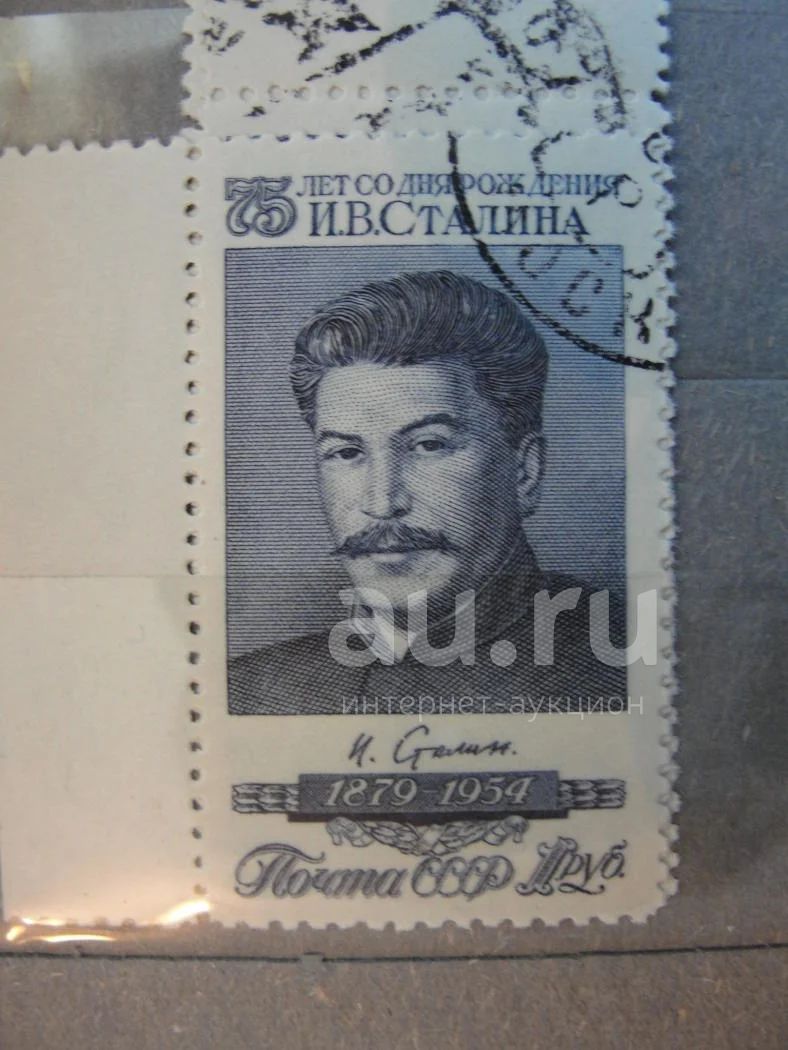 75 ЛЕТ СО ДНЯ РОЖДЕНИЯ
И.В.СТАЛИНА
au.ru
интернет-аукцион
И. Сталин.
1879-1954
Почта СССР 1 руб.